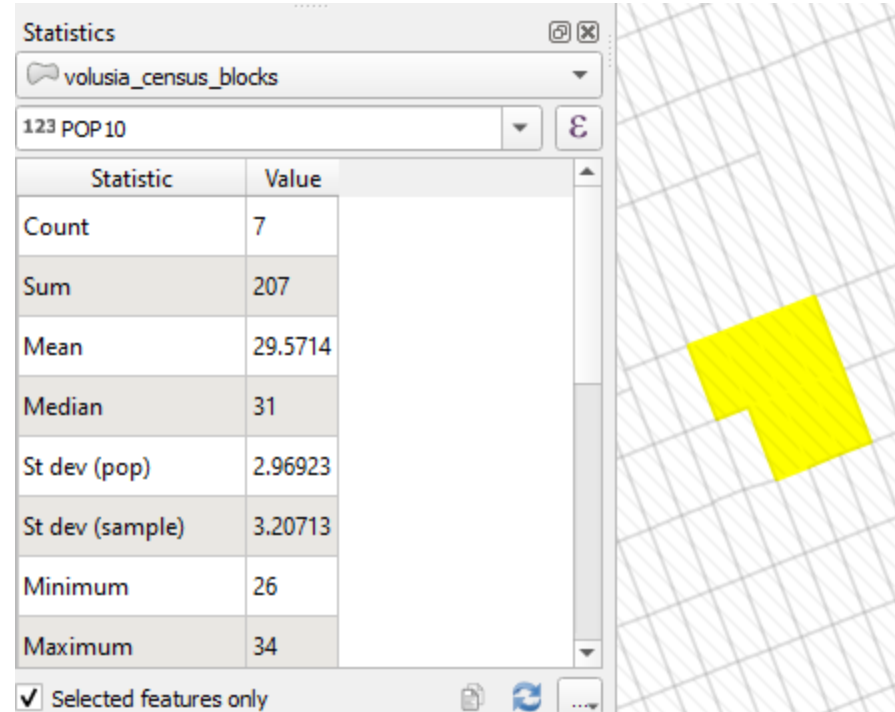 Statistics
volusia_census_blocks
123 POP10
ε
Statistic Value
Count 7
Sum 207
Mean 29.5714
Median 31
St dev (pop) 2.96923
St dev (sample) 3.20713
Minimum 26
Maximum 34
Selected features only
...